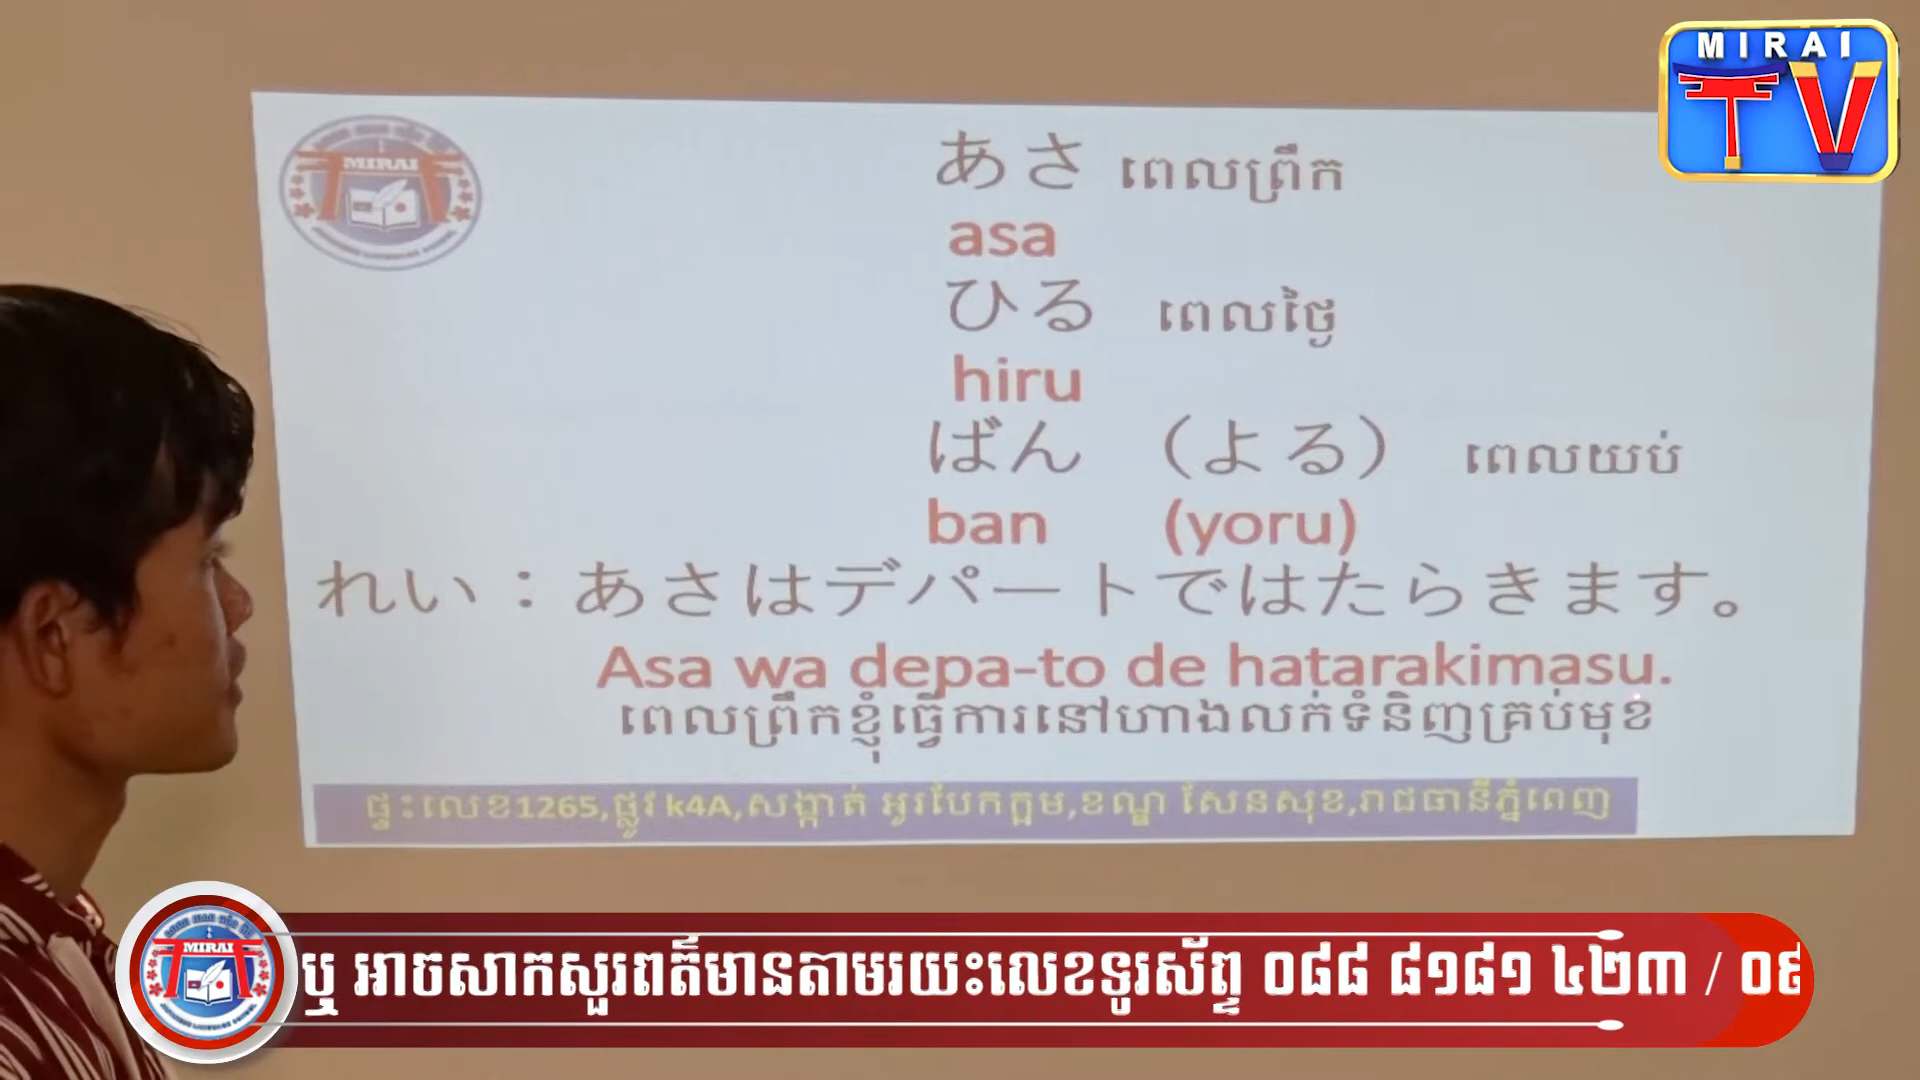 MIRAI
TV
MIRAI
あさ ពេលព្រឹក
asa
ひる ពេលថ្ងៃ
hiru
ばん （よる） ពេលយប់
ban (yoru)
れい：あさはデパートではたらきます。
Asa wa depa-to de hatarakimasu.
ពេលព្រឹកខ្ញុំធ្វើការនៅហាងលក់ទំនិញគ្រប់មុខ
ផ្ទះលេខ1265,ផ្លូវ k4A,សង្កាត់ អូរបែកក្អម,ខណ្ឌ សែនសុខ,រាជធានីភ្នំពេញ
MIRAI
ឬ អាចសាកសួរពត៌មានតាមរយះលេខទូរស័ព្ទ ០៨៨ ៨១៨១ ៤២៣ / ០៩